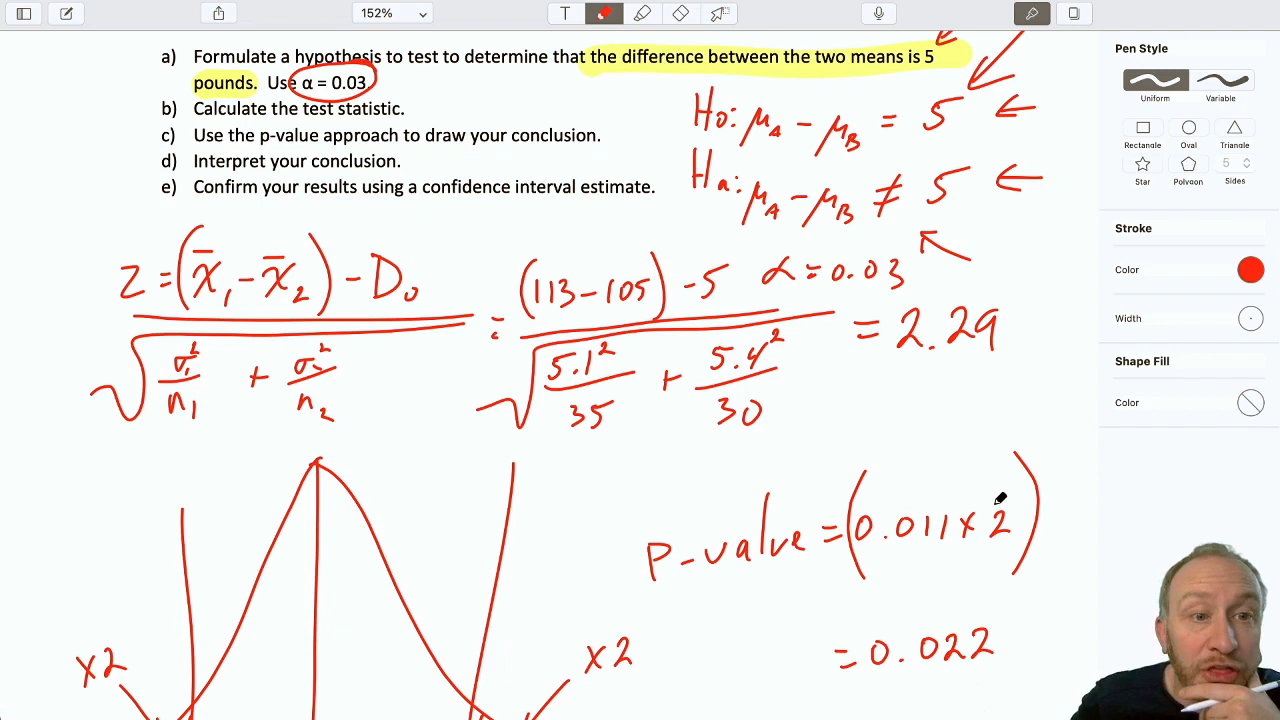 152%
T
a) Formulate a hypothesis to test to determine that the difference between the two means is 5
pounds. Use α = 0.03
b) Calculate the test statistic.
c) Use the p-value approach to draw your conclusion.
d) Interpret your conclusion.
e) Confirm your results using a confidence interval estimate.
Ho: μA - μB = 5
Ha: μA - μB ≠ 5
α = 0.03
Z = (x̄1 - x̄2) - D0 / √(σ1²/n1 + σ2²/n2) = (113 - 105) - 5 / √(5.1²/35 + 5.4²/30) = 2.29
P-value = (0.011 x 2)
= 0.022
x2
x2
Pen Style
Uniform Variable
Rectangle Oval Triangle
5
Star Polygon Sides
Stroke
Color
Width
Shape Fill
Color